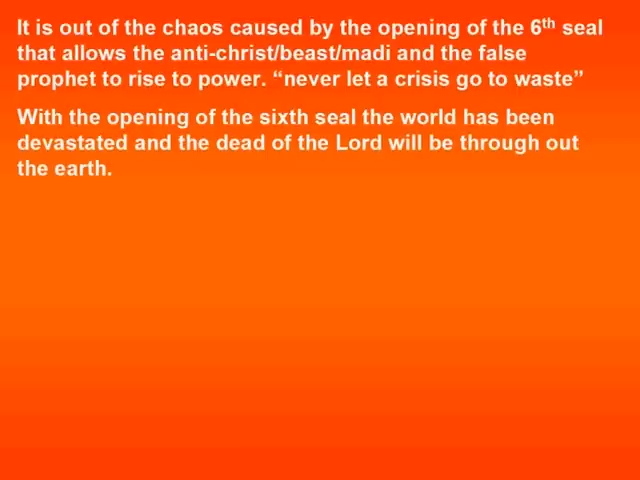 It is out of the chaos caused by the opening of the 6th seal
that allows the anti-christ/beast/madi and the false
prophet to rise to power. “never let a crisis go to waste”
With the opening of the sixth seal the world has been
devastated and the dead of the Lord will be through out
the earth.